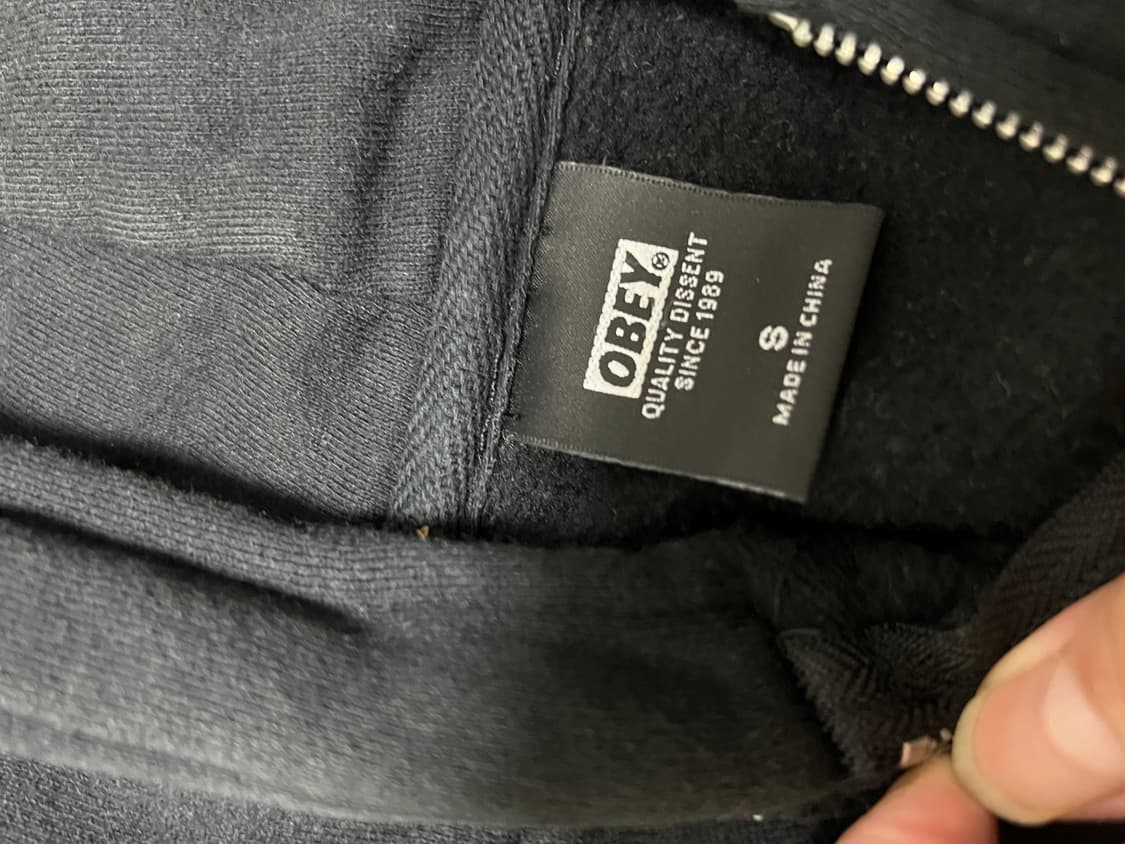 OBEY®
QUALITY DISSENT
SINCE 1989
S
MADE IN CHINA